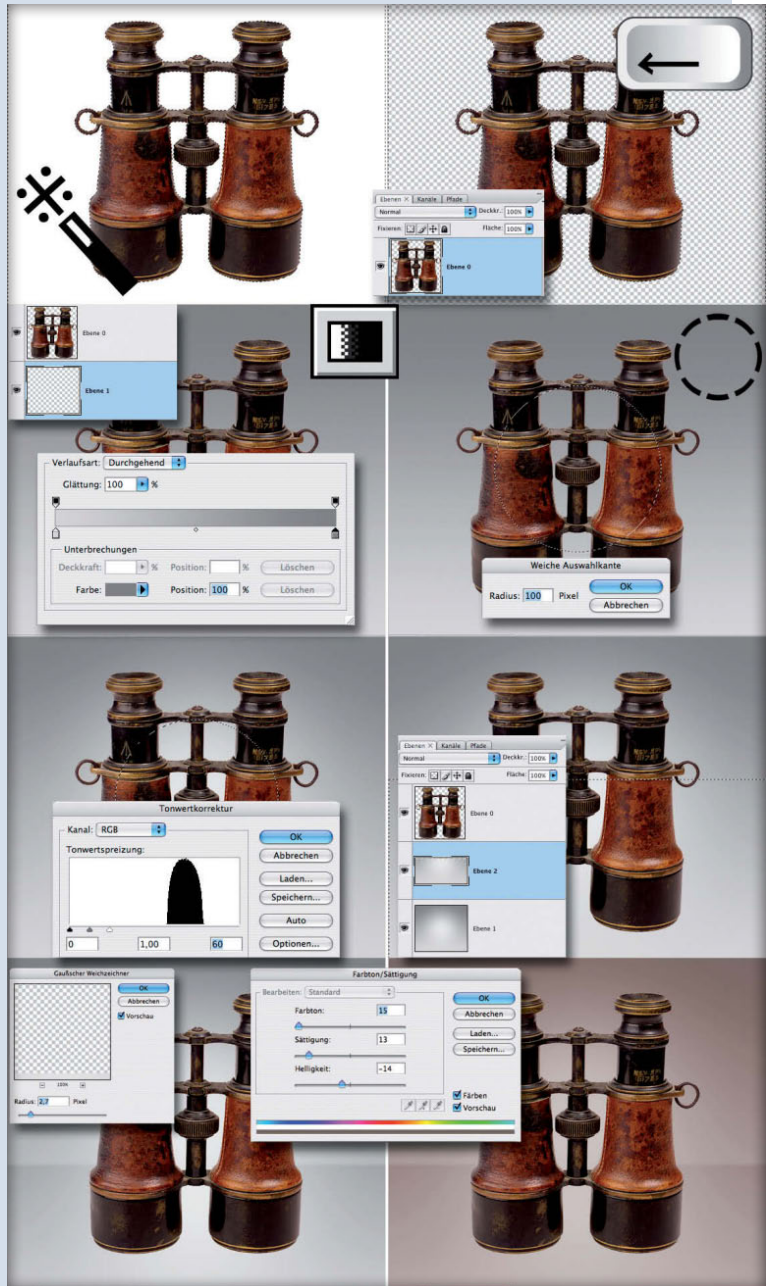 Ebenen × Kanäle Pfade
Normal Deckkr.: 100%
Fixieren: Fläche: 100%
Ebene 0
Ebene 0
Ebene 1
Verlaufsart: Durchgehend
Glättung: 100 %
Unterbrechungen
Deckkraft: % Position: % Löschen
Farbe: Position: 100 % Löschen
Weiche Auswahlkante
Radius: 100 Pixel
OK
Abbrechen
Tonwertkorrektur
Kanal: RGB
Tonwertspreizung:
0 1,00 60
OK
Abbrechen
Laden...
Speichern...
Auto
Optionen...
Ebenen × Kanäle Pfade
Normal Deckkr.: 100%
Fixieren: Fläche: 100%
Ebene 0
Ebene 2
Ebene 1
Gaußscher Weichzeichner
OK
Abbrechen
Vorschau
100%
Radius: 2,7 Pixel
Farbton/Sättigung
Bearbeiten: Standard
Farbton: 15
Sättigung: 13
Helligkeit: -14
OK
Abbrechen
Laden...
Speichern...
Färben
Vorschau